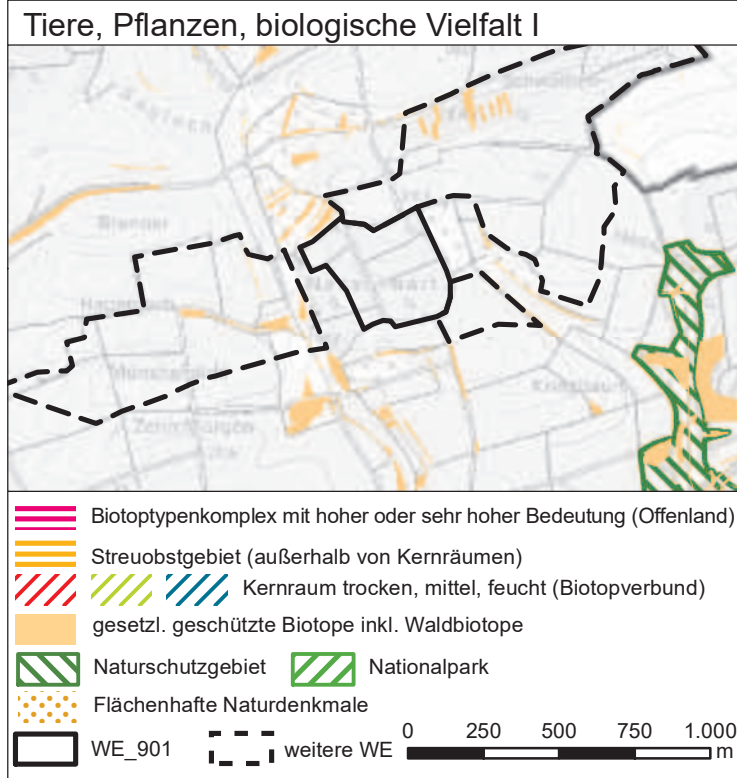 Tiere, Pflanzen, biologische Vielfalt I
Biotoptypenkomplex mit hoher oder sehr hoher Bedeutung (Offenland)
Streuobstgebiet (außerhalb von Kernräumen)
Kernraum trocken, mittel, feucht (Biotopverbund)
gesetzl. geschützte Biotope inkl. Waldbiotope
Naturschutzgebiet Nationalpark
Flächenhafte Naturdenkmale
WE_901 weitere WE
0 250 500 750 1.000
m